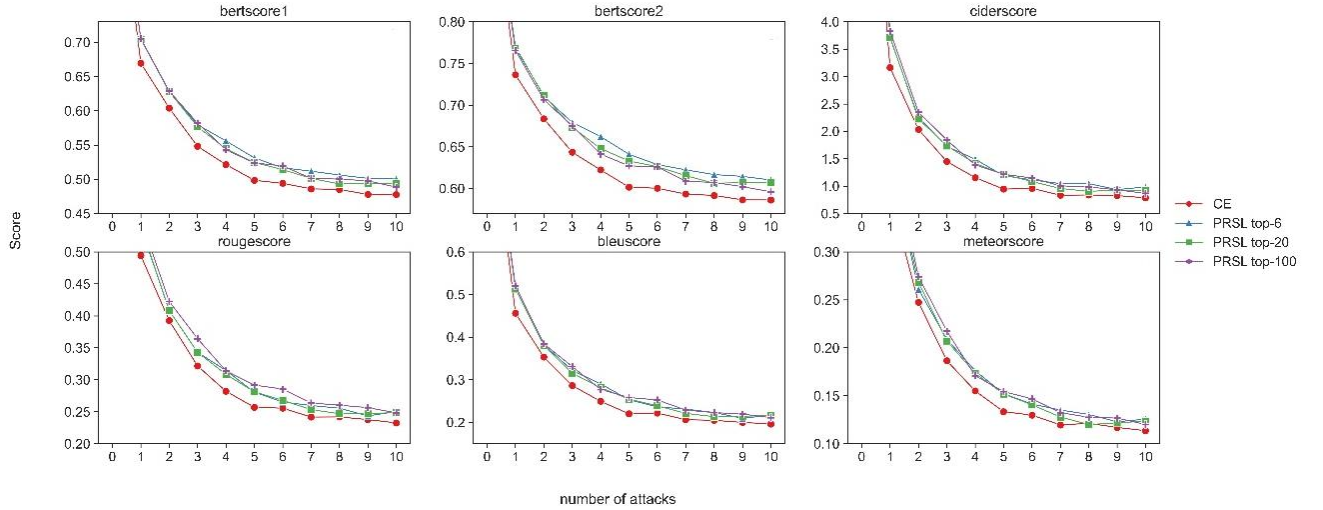 bertscore1
bertscore2
ciderscore
0.70
0.65
0.60
0.55
0.50
0.45
0 1 2 3 4 5 6 7 8 9 10
0.80
0.75
0.70
0.65
0.60
0 1 2 3 4 5 6 7 8 9 10
4.0
3.5
3.0
2.5
2.0
1.5
1.0
0.5
0 1 2 3 4 5 6 7 8 9 10
Score
rougescore
bleuscore
meteorscore
0.50
0.45
0.40
0.35
0.30
0.25
0.20
0 1 2 3 4 5 6 7 8 9 10
0.6
0.5
0.4
0.3
0.2
0 1 2 3 4 5 6 7 8 9 10
0.30
0.25
0.20
0.15
0.10
0 1 2 3 4 5 6 7 8 9 10
CE
PRSL top-6
PRSL top-20
PRSL top-100
number of attacks